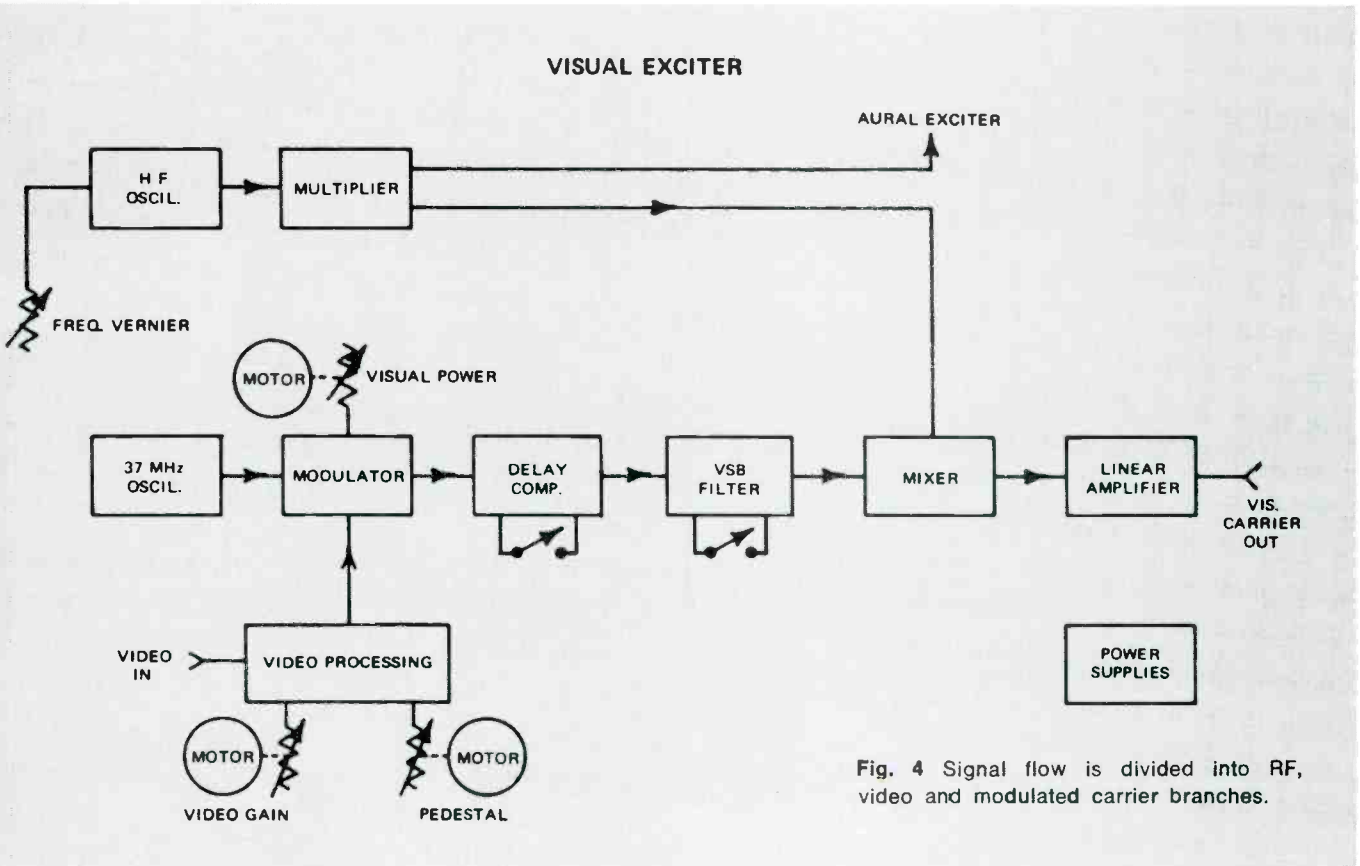 VISUAL EXCITER
AURAL EXCITER
H F
OSCIL.
MULTIPLIER
FREQ. VERNIER
MOTOR
VISUAL POWER
37 MHz
OSCIL.
MODULATOR
DELAY
COMP.
VSB
FILTER
MIXER
LINEAR
AMPLIFIER
VIS.
CARRIER
OUT
VIDEO
IN
VIDEO PROCESSING
POWER
SUPPLIES
MOTOR
MOTOR
VIDEO GAIN
PEDESTAL
Fig. 4 Signal flow is divided into RF,
video and modulated carrier branches.